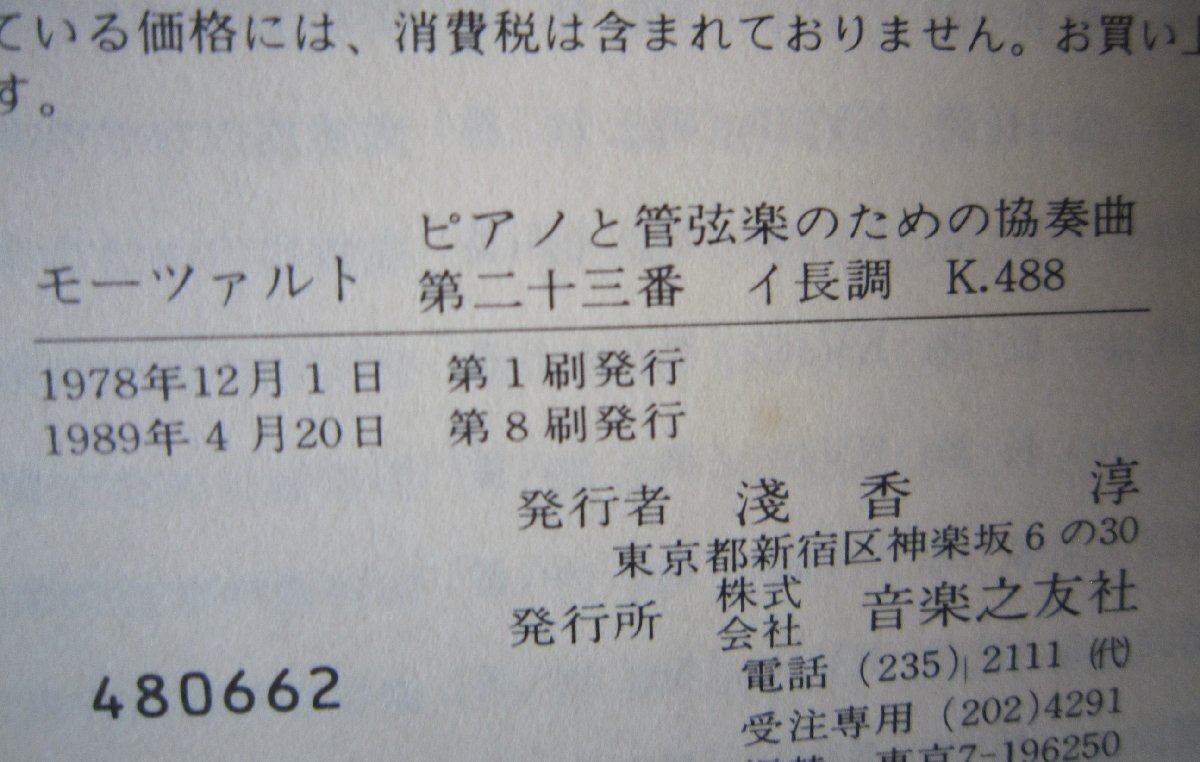 ている価格には、消費税は含まれておりません。お買い上
す。
ピアノと管弦楽のための協奏曲
モーツァルト 第二十三番 イ長調 K.488
1978年12月1日 第1刷発行
1989年4月20日 第8刷発行
発行者 淺香 淳
東京都新宿区神楽坂6の30
発行所 株式会社 音楽之友社
電話 (235) 2111 (代)
受注専用 (202)4291
東京7-196250
480662